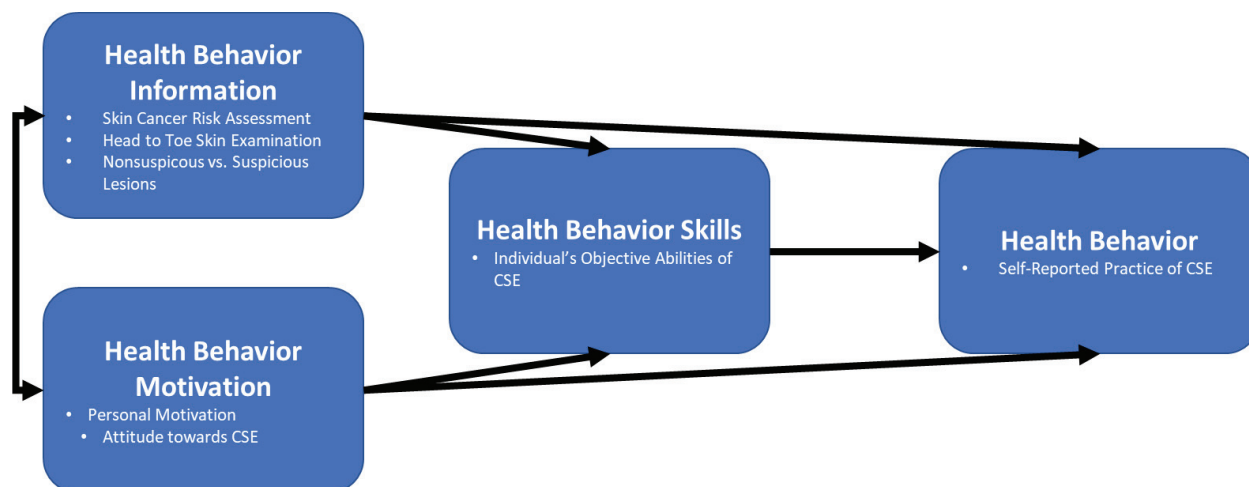 Health Behavior
Information
• Skin Cancer Risk Assessment
• Head to Toe Skin Examination
• Nonsuspicous vs. Suspicious
Lesions
Health Behavior Skills
• Individual’s Objective Abilities of
CSE
Health Behavior
• Self-Reported Practice of CSE
Health Behavior
Motivation
• Personal Motivation
• Attitude towards CSE